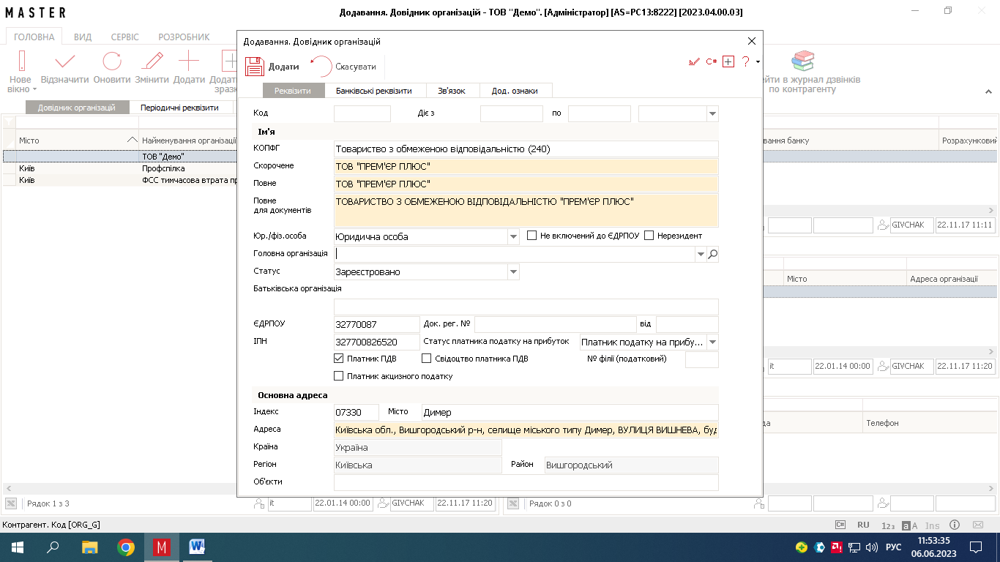 MASTER
Додавання. Довідник організацій - ТОВ "Демо". [Адміністратор] [AS=PC13:8222] [2023.04.00.03]
ГОЛОВНА ВИД СЕРВІС РОЗРОБНИК
Нове вікно
Відзначити
Оновити
Змінити
Додати
Довідник організацій
Періодичні реквізити
Місто
Найменування організації
ТОВ "Демо"
Київ Профспілка
Київ ФСС тимчасова втрата
Додавання. Довідник організацій
Додати
Скасувати
C#
?
Реквізити Банківські реквізити Зв'язок Дод. ознаки
Код Діє з по
Ім'я
КОПФГ Товариство з обмеженою відповідальністю (240)
Скорочене ТОВ "ПРЕМ'ЄР ПЛЮС"
Повне ТОВ "ПРЕМ'ЄР ПЛЮС"
Повне для документів ТОВАРИСТВО З ОБМЕЖЕНОЮ ВІДПОВІДАЛЬНІСТЮ "ПРЕМ'ЄР ПЛЮС"
Юр./фіз.особа Юридична особа Не включений до ЄДРПОУ Нерезидент
Головна організація
Статус Зареєстровано
Батьківська організація
ЄДРПОУ 32770087 Док. рег. № від
ІПН 327700826520 Статус платника податку на прибуток Платник податку на прибу...
Платник ПДВ Свідоцтво платника ПДВ № філії (податковий)
Платник акцизного податку
Основна адреса
Індекс 07330 Місто Димер
Адреса Київська обл., Вишгородський р-н, селище міського типу Димер, ВУЛИЦЯ ВИШНЕВА,
Країна Україна
Регіон Київська Район Вишгородський
Об'єкти
в журнал дзвінків
по контрагенту
банку
GIVCHAK 22.11.17 11:11
Місто Адреса організації
it 22.01.14 00:00 GIVCHAK 22.11.17 11:20
Телефон
Рядок 1 з 3 it 22.01.14 00:00 GIVCHAK 22.11.17 11:20 Рядок 0 з 0
Контрагент. Код [ORG_G] C# RU 123 aA Ins
M W РУС 11:53:35
06.06.2023